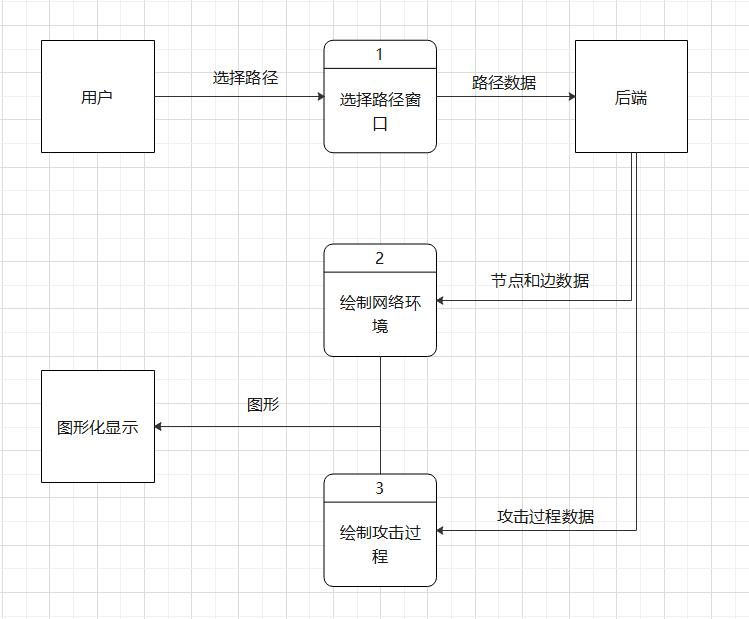 用户
选择路径
1
选择路径窗
口
路径数据
后端
2
绘制网络环
境
节点和边数据
图形化显示
图形
3
绘制攻击过
程
攻击过程数据